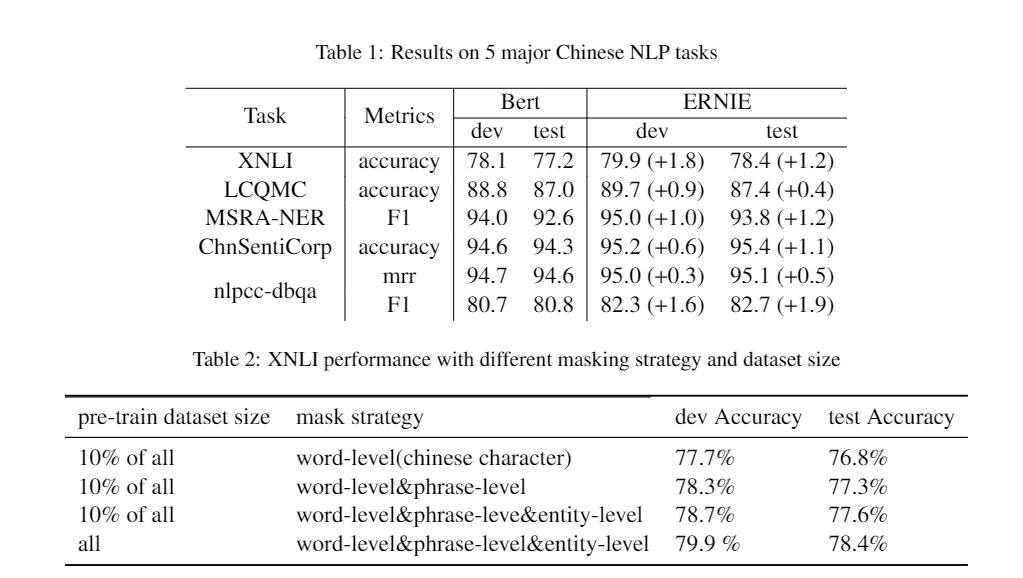 Table 1: Results on 5 major Chinese NLP tasks
Task Metrics Bert ERNIE
dev test dev test
XNLI accuracy 78.1 77.2 79.9 (+1.8) 78.4 (+1.2)
LCQMC accuracy 88.8 87.0 89.7 (+0.9) 87.4 (+0.4)
MSRA-NER F1 94.0 92.6 95.0 (+1.0) 93.8 (+1.2)
ChnSentiCorp accuracy 94.6 94.3 95.2 (+0.6) 95.4 (+1.1)
nlpcc-dbqa mrr 94.7 94.6 95.0 (+0.3) 95.1 (+0.5)
F1 80.7 80.8 82.3 (+1.6) 82.7 (+1.9)
Table 2: XNLI performance with different masking strategy and dataset size
pre-train dataset size mask strategy dev Accuracy test Accuracy
10% of all word-level(chinese character) 77.7% 76.8%
10% of all word-level&phrase-level 78.3% 77.3%
10% of all word-level&phrase-leve&entity-level 78.7% 77.6%
all word-level&phrase-level&entity-level 79.9 % 78.4%